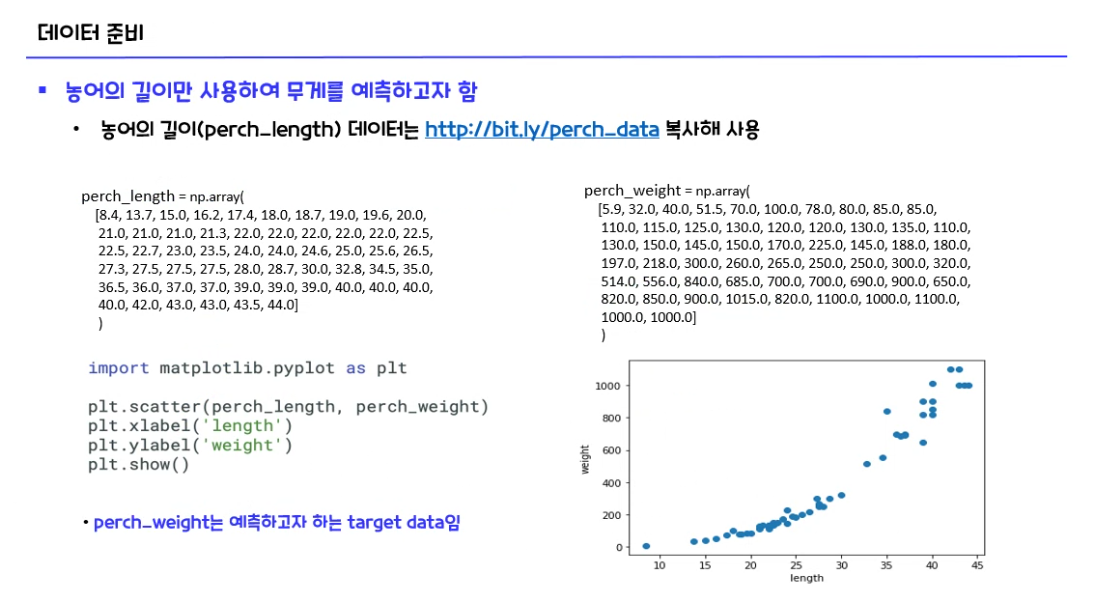 데이터 준비
▪ 농어의 길이만 사용하여 무게를 예측하고자 함
• 농어의 길이(perch_length) 데이터는 http://bit.ly/perch_data 복사해 사용
perch_length = np.array(
[8.4, 13.7, 15.0, 16.2, 17.4, 18.0, 18.7, 19.0, 19.6, 20.0,
21.0, 21.0, 21.0, 21.3, 22.0, 22.0, 22.0, 22.0, 22.0, 22.5,
22.5, 22.7, 23.0, 23.5, 24.0, 24.0, 24.6, 25.0, 25.6, 26.5,
27.3, 27.5, 27.5, 27.5, 28.0, 28.7, 30.0, 32.8, 34.5, 35.0,
36.5, 36.0, 37.0, 37.0, 39.0, 39.0, 39.0, 40.0, 40.0, 40.0,
40.0, 42.0, 43.0, 43.0, 43.5, 44.0]
)
import matplotlib.pyplot as plt
plt.scatter(perch_length, perch_weight)
plt.xlabel('length')
plt.ylabel('weight')
plt.show()
• perch_weight는 예측하고자 하는 target data임
perch_weight = np.array(
[5.9, 32.0, 40.0, 51.5, 70.0, 100.0, 78.0, 80.0, 85.0, 85.0,
110.0, 115.0, 125.0, 130.0, 120.0, 120.0, 130.0, 135.0, 110.0,
130.0, 150.0, 145.0, 150.0, 170.0, 225.0, 145.0, 188.0, 180.0,
197.0, 218.0, 300.0, 260.0, 265.0, 250.0, 250.0, 300.0, 320.0,
514.0, 556.0, 840.0, 685.0, 700.0, 700.0, 690.0, 900.0, 650.0,
820.0, 850.0, 900.0, 1015.0, 820.0, 1100.0, 1000.0, 1100.0,
1000.0, 1000.0]
)
1000
800
600
400
200
0
weight
10 15 20 25 30 35 40 45
length